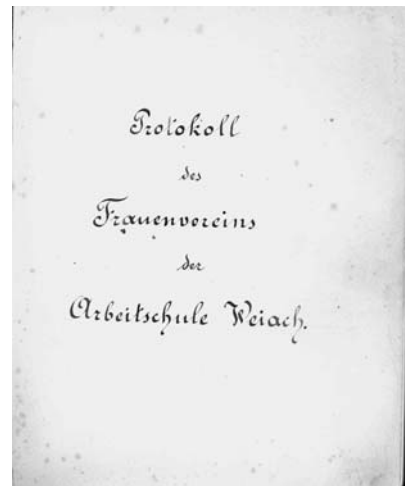 Protokoll
des
Frauenvereins
der
Arbeitschule Weiach.